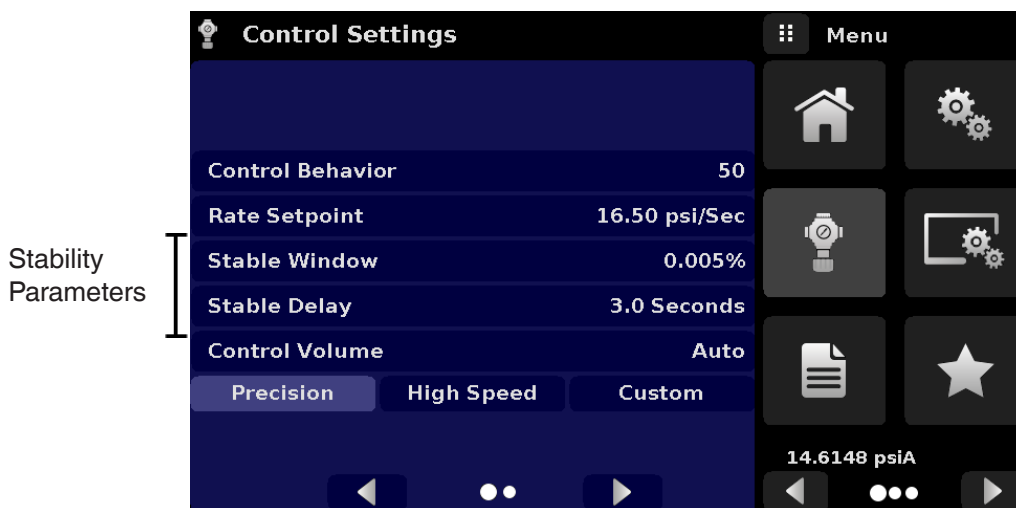 Control Settings
Menu
Control Behavior 50
Rate Setpoint 16.50 psi/Sec
Stability
Parameters
Stable Window 0.005%
Stable Delay 3.0 Seconds
Control Volume Auto
Precision High Speed Custom
14.6148 psiA